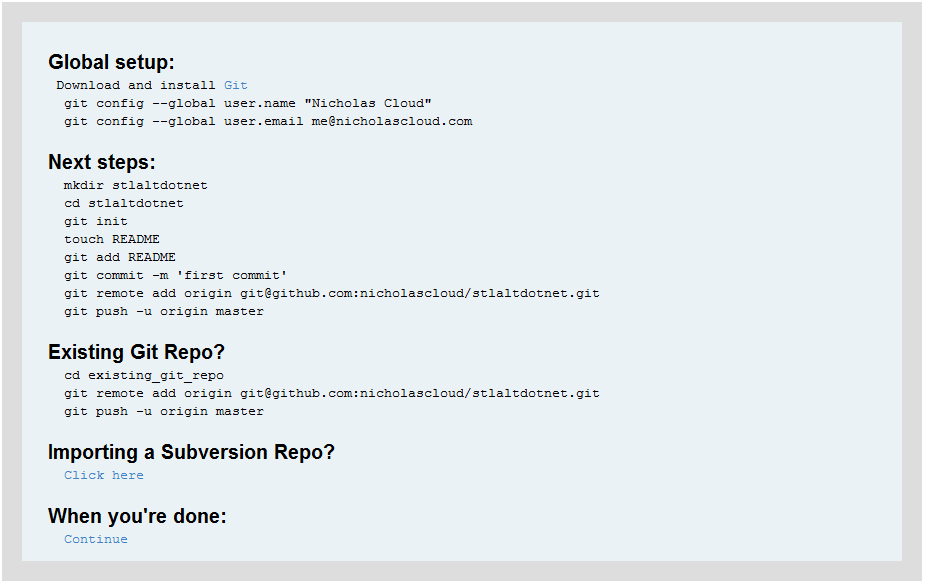 Global setup:
Download and install Git
git config --global user.name "Nicholas Cloud"
git config --global user.email me@nicholascloud.com
Next steps:
mkdir stlaltdotnet
cd stlaltdotnet
git init
touch README
git add README
git commit -m 'first commit'
git remote add origin git@github.com:nicholascloud/stlaltdotnet.git
git push -u origin master
Existing Git Repo?
cd existing_git_repo
git remote add origin git@github.com:nicholascloud/stlaltdotnet.git
git push -u origin master
Importing a Subversion Repo?
Click here
When you're done:
Continue